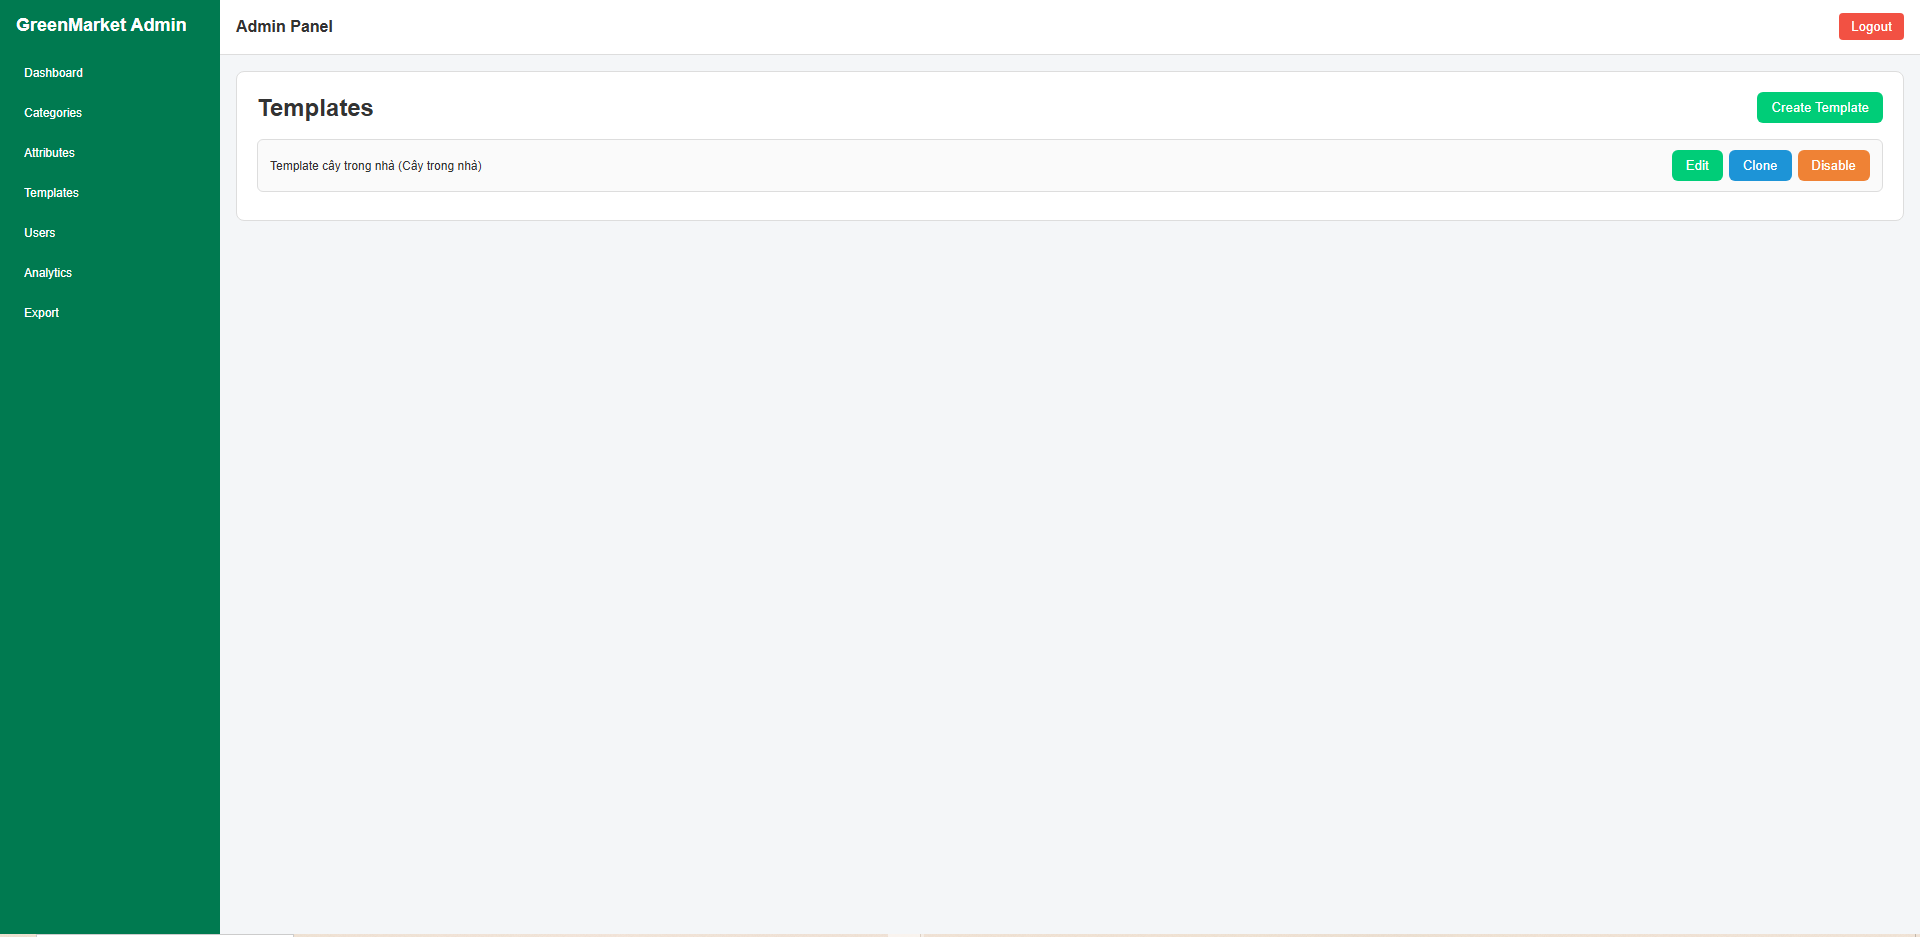 GreenMarket Admin
Admin Panel
Logout
Dashboard
Categories
Attributes
Templates
Users
Analytics
Export
Templates
Create Template
Template cây trong nhà (Cây trong nhà)
Edit
Clone
Disable